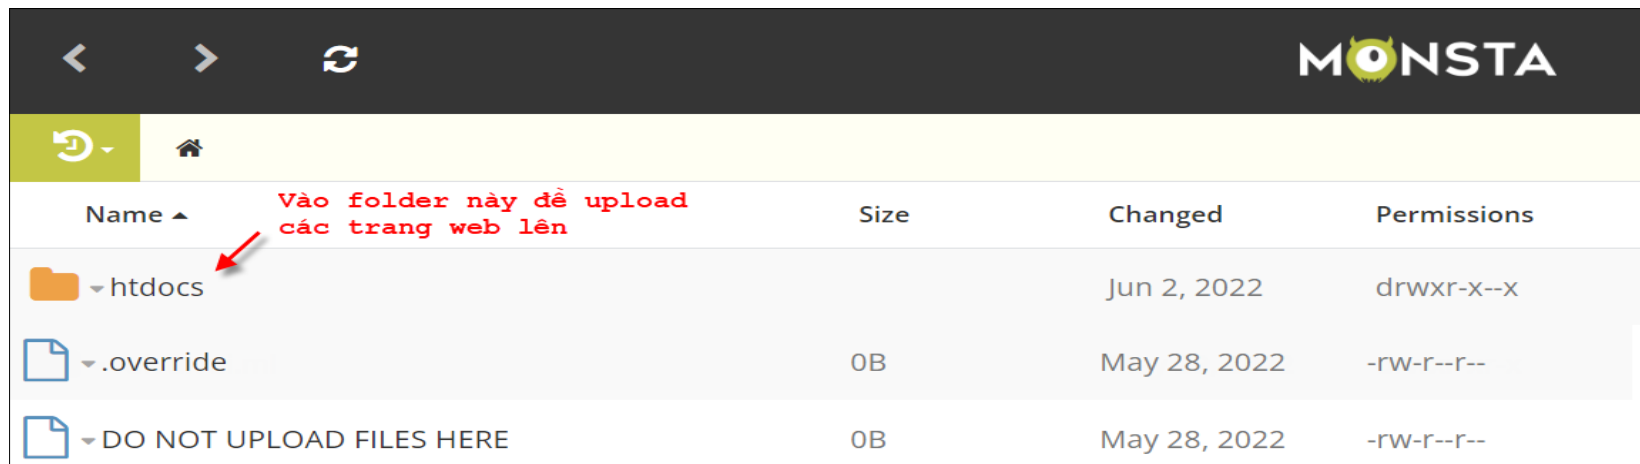 MONSTA
Vào folder này để upload
các trang web lên
Name Size Changed Permissions
htdocs Jun 2, 2022 drwxr-x--x
.override 0B May 28, 2022 -rw-r--r--
DO NOT UPLOAD FILES HERE 0B May 28, 2022 -rw-r--r--